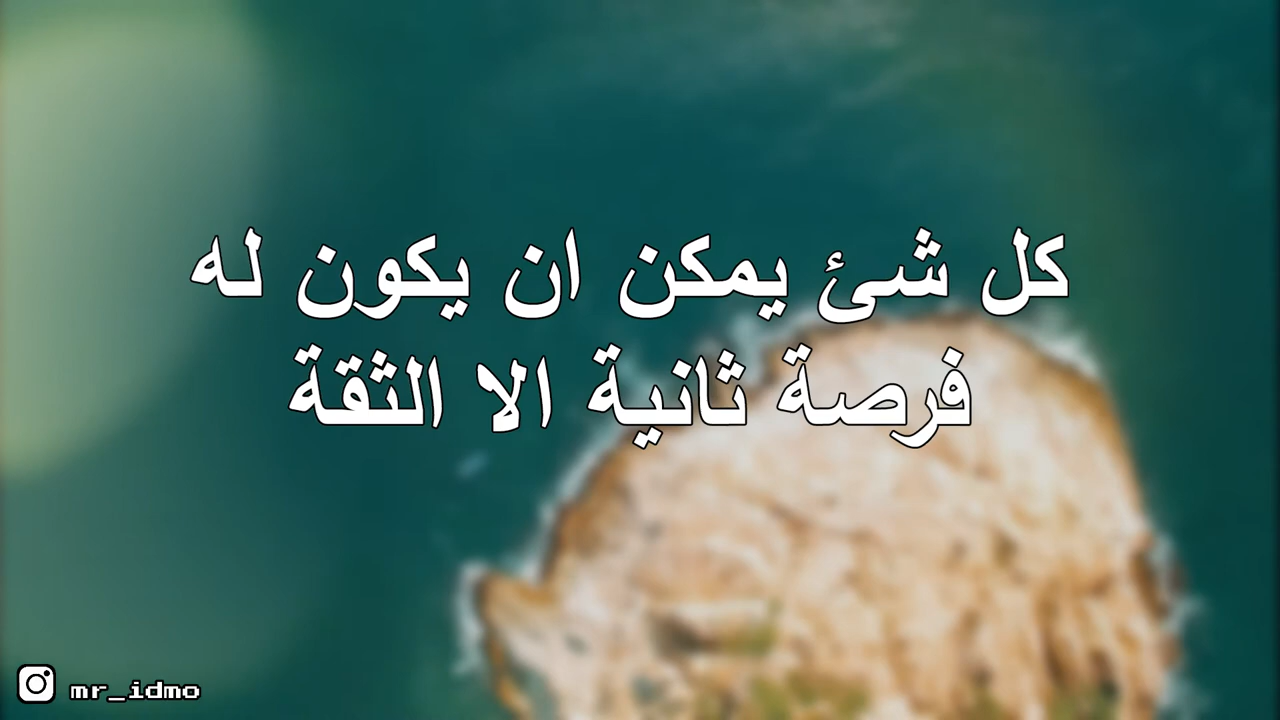 كل شئ يمكن ان يكون له
فرصة ثانية الا الثقة
mr_idmo